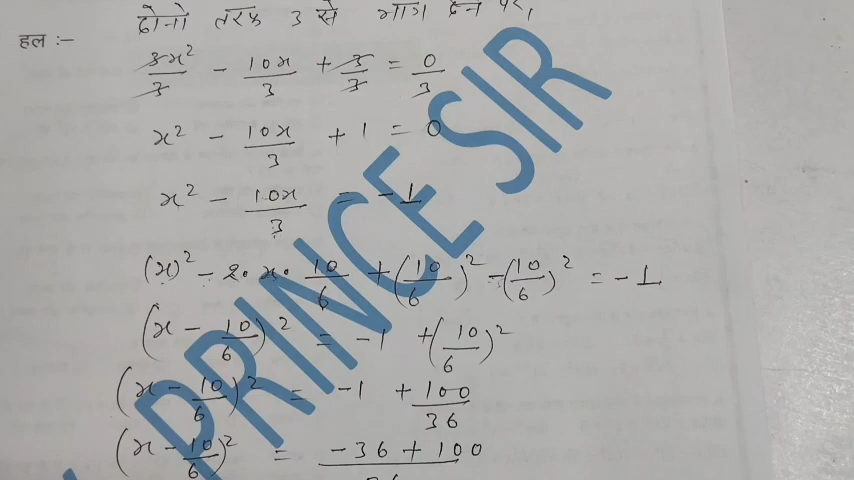 दोनो तरफ 3 से भाग देने पर,
हल :-
3x²/3 - 10x/3 + 3/3 = 0/3
x² - 10x/3 + 1 = 0
x² - 10x/3 = -1
(x)² - 2·x·10/6 + (10/6)² - (10/6)² = -1
(x - 10/6)² = -1 + (10/6)²
(x - 10/6)² = -1 + 100/36
(x - 10/6)² = -36 + 100
PRINCE SIR